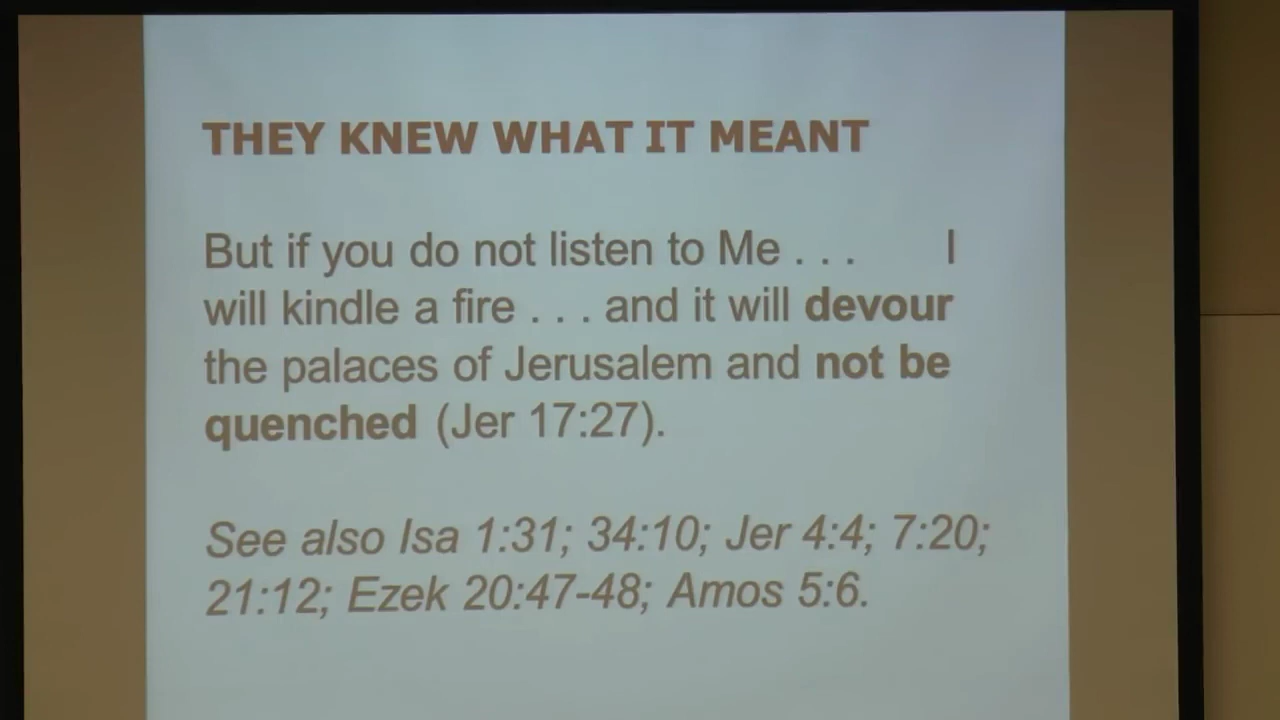 THEY KNEW WHAT IT MEANT
But if you do not listen to Me . . . I
will kindle a fire . . . and it will devour
the palaces of Jerusalem and not be
quenched (Jer 17:27).
See also Isa 1:31; 34:10; Jer 4:4; 7:20;
21:12; Ezek 20:47-48; Amos 5:6.